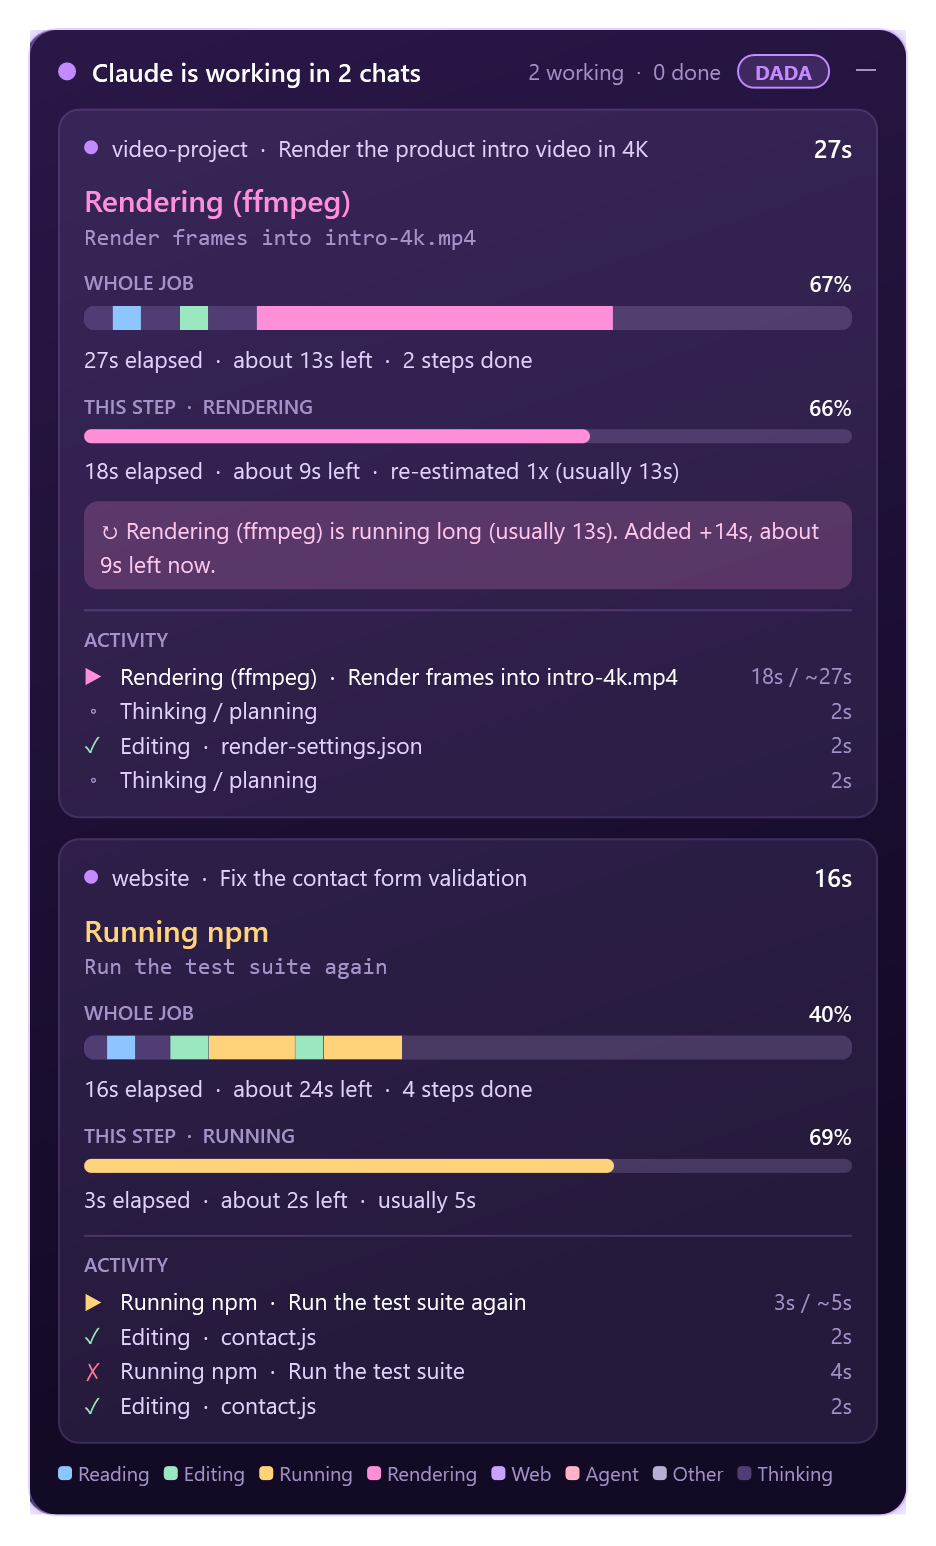 Claude is working in 2 chats
2 working · 0 done
DADA
video-project · Render the product intro video in 4K
27s
Rendering (ffmpeg)
Render frames into intro-4k.mp4
WHOLE JOB
67%
27s elapsed · about 13s left · 2 steps done
THIS STEP · RENDERING
66%
18s elapsed · about 9s left · re-estimated 1x (usually 13s)
↻ Rendering (ffmpeg) is running long (usually 13s). Added +14s, about
9s left now.
ACTIVITY
▶ Rendering (ffmpeg) · Render frames into intro-4k.mp4 18s / ~27s
◦ Thinking / planning 2s
✓ Editing · render-settings.json 2s
◦ Thinking / planning 2s
website · Fix the contact form validation
16s
Running npm
Run the test suite again
WHOLE JOB
40%
16s elapsed · about 24s left · 4 steps done
THIS STEP · RUNNING
69%
3s elapsed · about 2s left · usually 5s
ACTIVITY
▶ Running npm · Run the test suite again 3s / ~5s
✓ Editing · contact.js 2s
✗ Running npm · Run the test suite 4s
✓ Editing · contact.js 2s
Reading Editing Running Rendering Web Agent Other Thinking